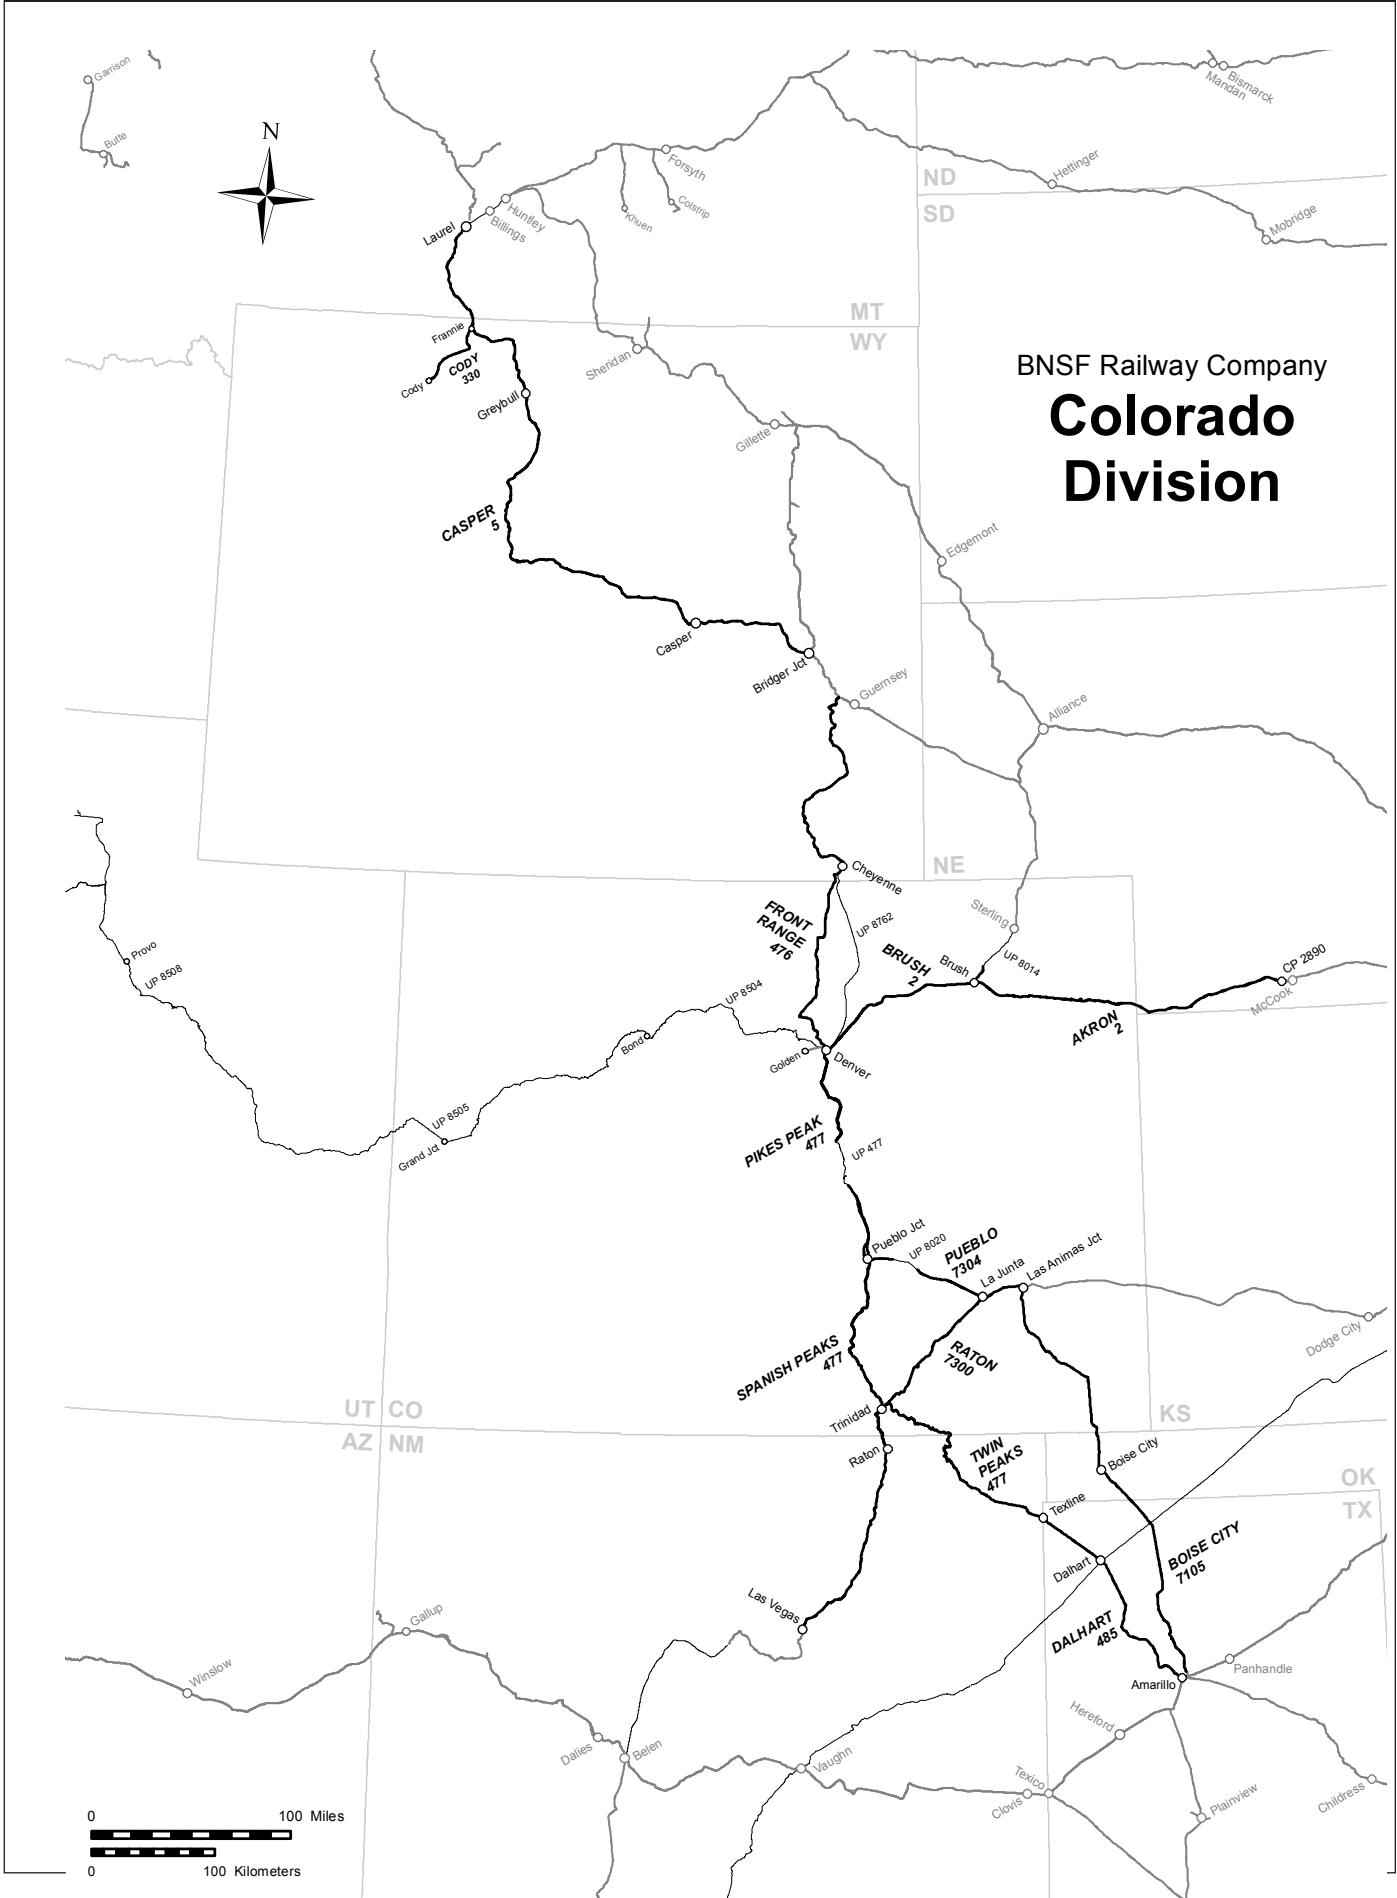 Garrison
Butte
N
Mandan
Bismarck
Forsyth
Hettinger
ND
SD
Colstrip
Khuen
Huntley
Billings
Laurel
Mobridge
MT
WY
Frannie
Sheridan
Cody
CODY
330
Greybull
BNSF Railway Company
Colorado
Division
Gillette
CASPER
5
Edgemont
Casper
Bridger Jct
Guernsey
Alliance
Cheyenne
NE
FRONT
RANGE
476
UP 8762
Sterling
BRUSH
2
Brush
UP 8014
CP 2890
McCook
AKRON
2
Provo
UP 8508
UP 8504
Bond
Golden
Denver
UP 8505
Grand Jct
PIKES PEAK
477
UP 477
Pueblo Jct
UP 8020
PUEBLO
7304
La Junta
Las Animas Jct
Dodge City
SPANISH PEAKS
477
RATON
7300
UT
CO
AZ
NM
KS
Trinidad
Raton
TWIN
PEAKS
477
Boise City
OK
TX
Texline
Dalhart
BOISE CITY
7105
Las Vegas
DALHART
485
Gallup
Winslow
Panhandle
Amarillo
Hereford
Dalies
Belen
Vaughn
Texico
Clovis
Plainview
Childress
0 100 Miles
0 100 Kilometers